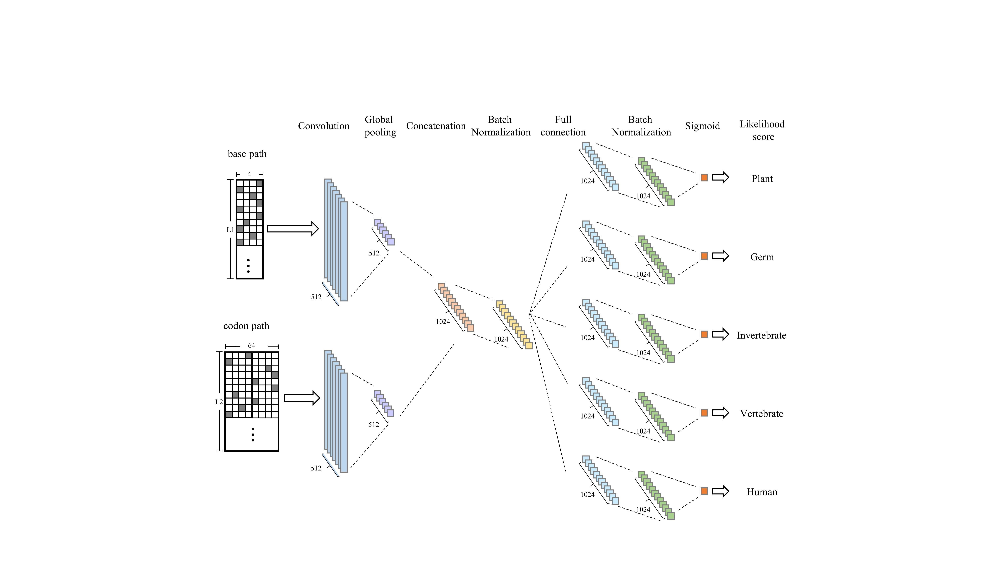 Convolution
Global
pooling
Concatenation
Batch
Normalization
Full
connection
Batch
Normalization
Sigmoid
Likelihood
score
base path
4
L1
512
512
codon path
64
L2
512
512
1024
1024
1024
1024
Plant
1024
1024
Germ
1024
1024
Invertebrate
1024
1024
Vertebrate
1024
1024
Human